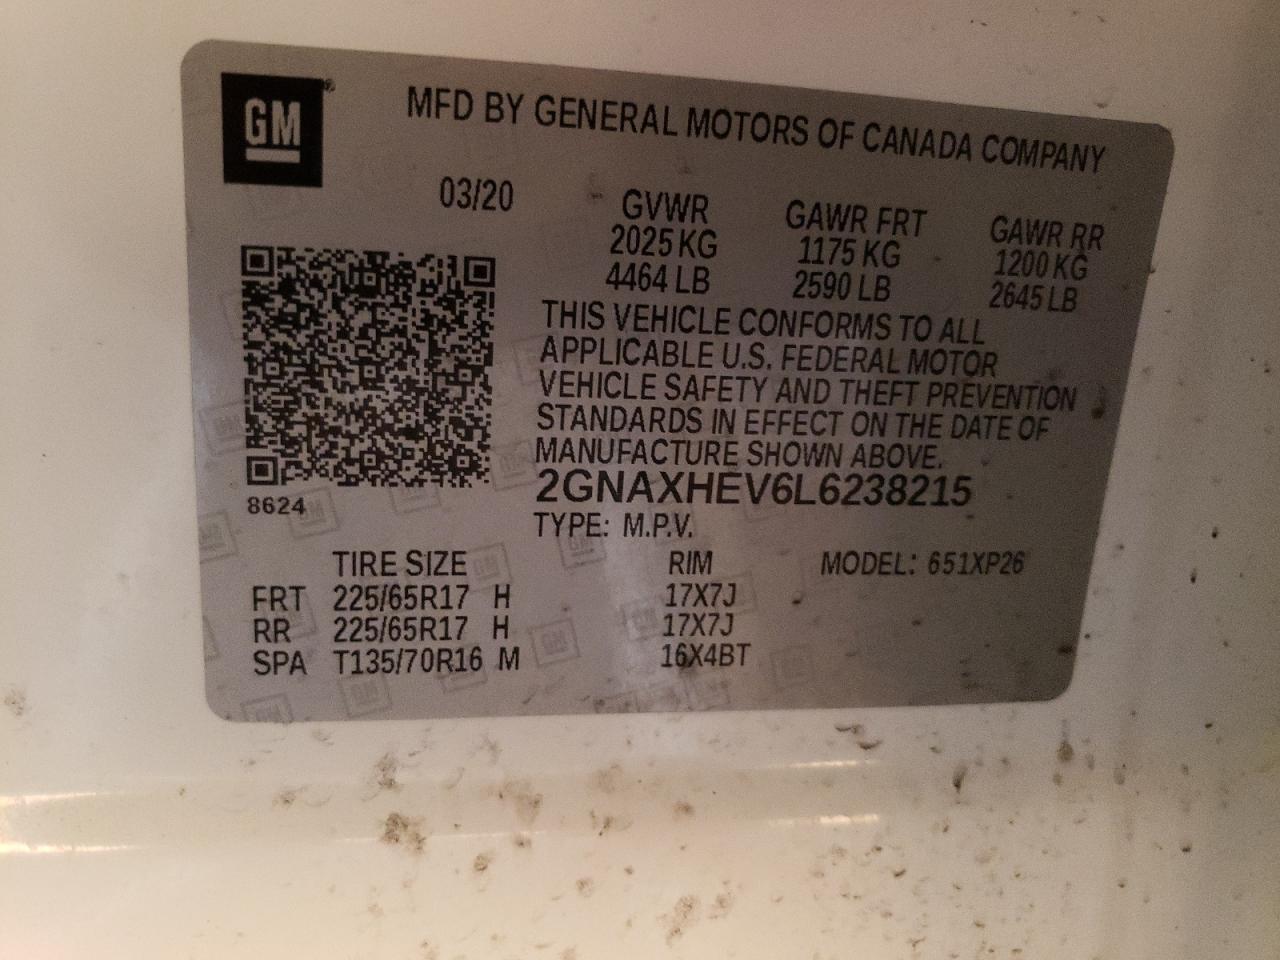 GM
MFD BY GENERAL MOTORS OF CANADA COMPANY
03/20
GVWR GAWR FRT GAWR RR
2025 KG 1175 KG 1200 KG
4464 LB 2590 LB 2645 LB
THIS VEHICLE CONFORMS TO ALL
APPLICABLE U.S. FEDERAL MOTOR
VEHICLE SAFETY AND THEFT PREVENTION
STANDARDS IN EFFECT ON THE DATE OF
MANUFACTURE SHOWN ABOVE.
2GNAXHEV6L6238215
8624
TYPE: M.P.V.
TIRE SIZE RIM MODEL: 651XP26
FRT 225/65R17 H 17X7J
RR 225/65R17 H 17X7J
SPA T135/70R16 M 16X4BT